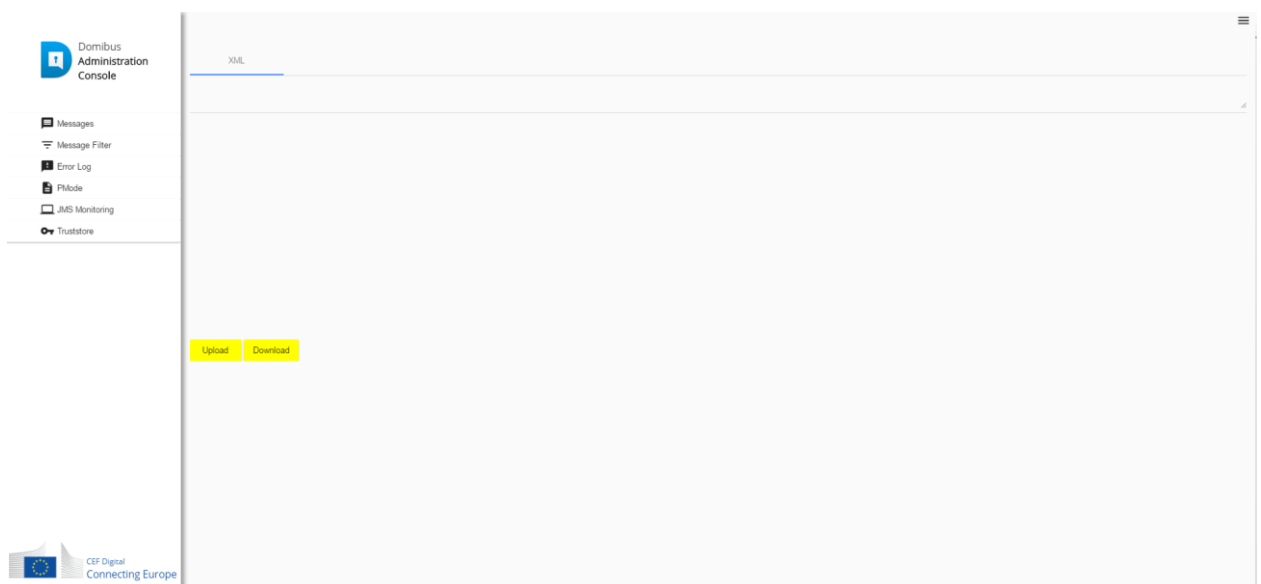 Domibus
Administration
Console
Messages
Message Filter
Error Log
PMode
JMS Monitoring
Truststore
XML
Upload Download
CEF Digital
Connecting Europe